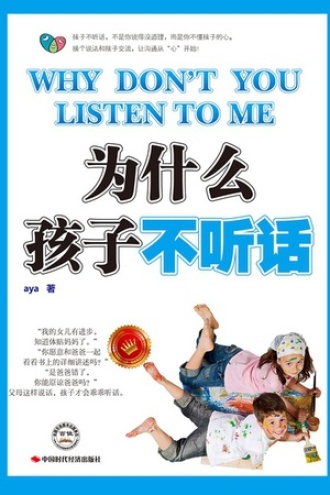 孩子不听话，不是你说得没道理，而是你不懂孩子的心。
换个说法和孩子交流，让沟通从“心”开始！
WHY DON'T YOU
LISTEN TO ME
为什么
孩子不听话
aya 著
“我的女儿有进步，
知道体贴妈妈了。”
“你愿意和爸爸一起
看看书上的详细讲述吗？”
“是爸爸错了，
你能原谅爸爸吗？”
父母这样说话，孩子才会乖乖听话。
中国时代经济出版社